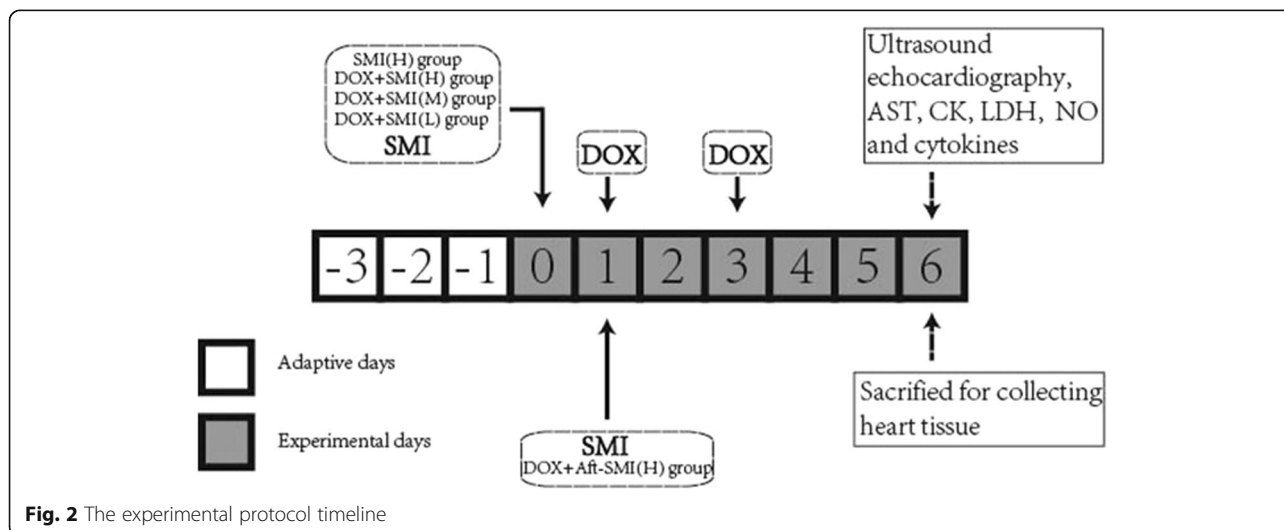 SMI(H) group
DOX+SMI(H) group
DOX+SMI(M) group
DOX+SMI(L) group
SMI
DOX
DOX
Ultrasound
echocardiography,
AST, CK, LDH, NO
and cytokines
-3 -2 -1 0 1 2 3 4 5 6
Adaptive days
Experimental days
SMI
DOX+Aft-SMI(H) group
Sacrified for collecting
heart tissue
Fig. 2 The experimental protocol timeline